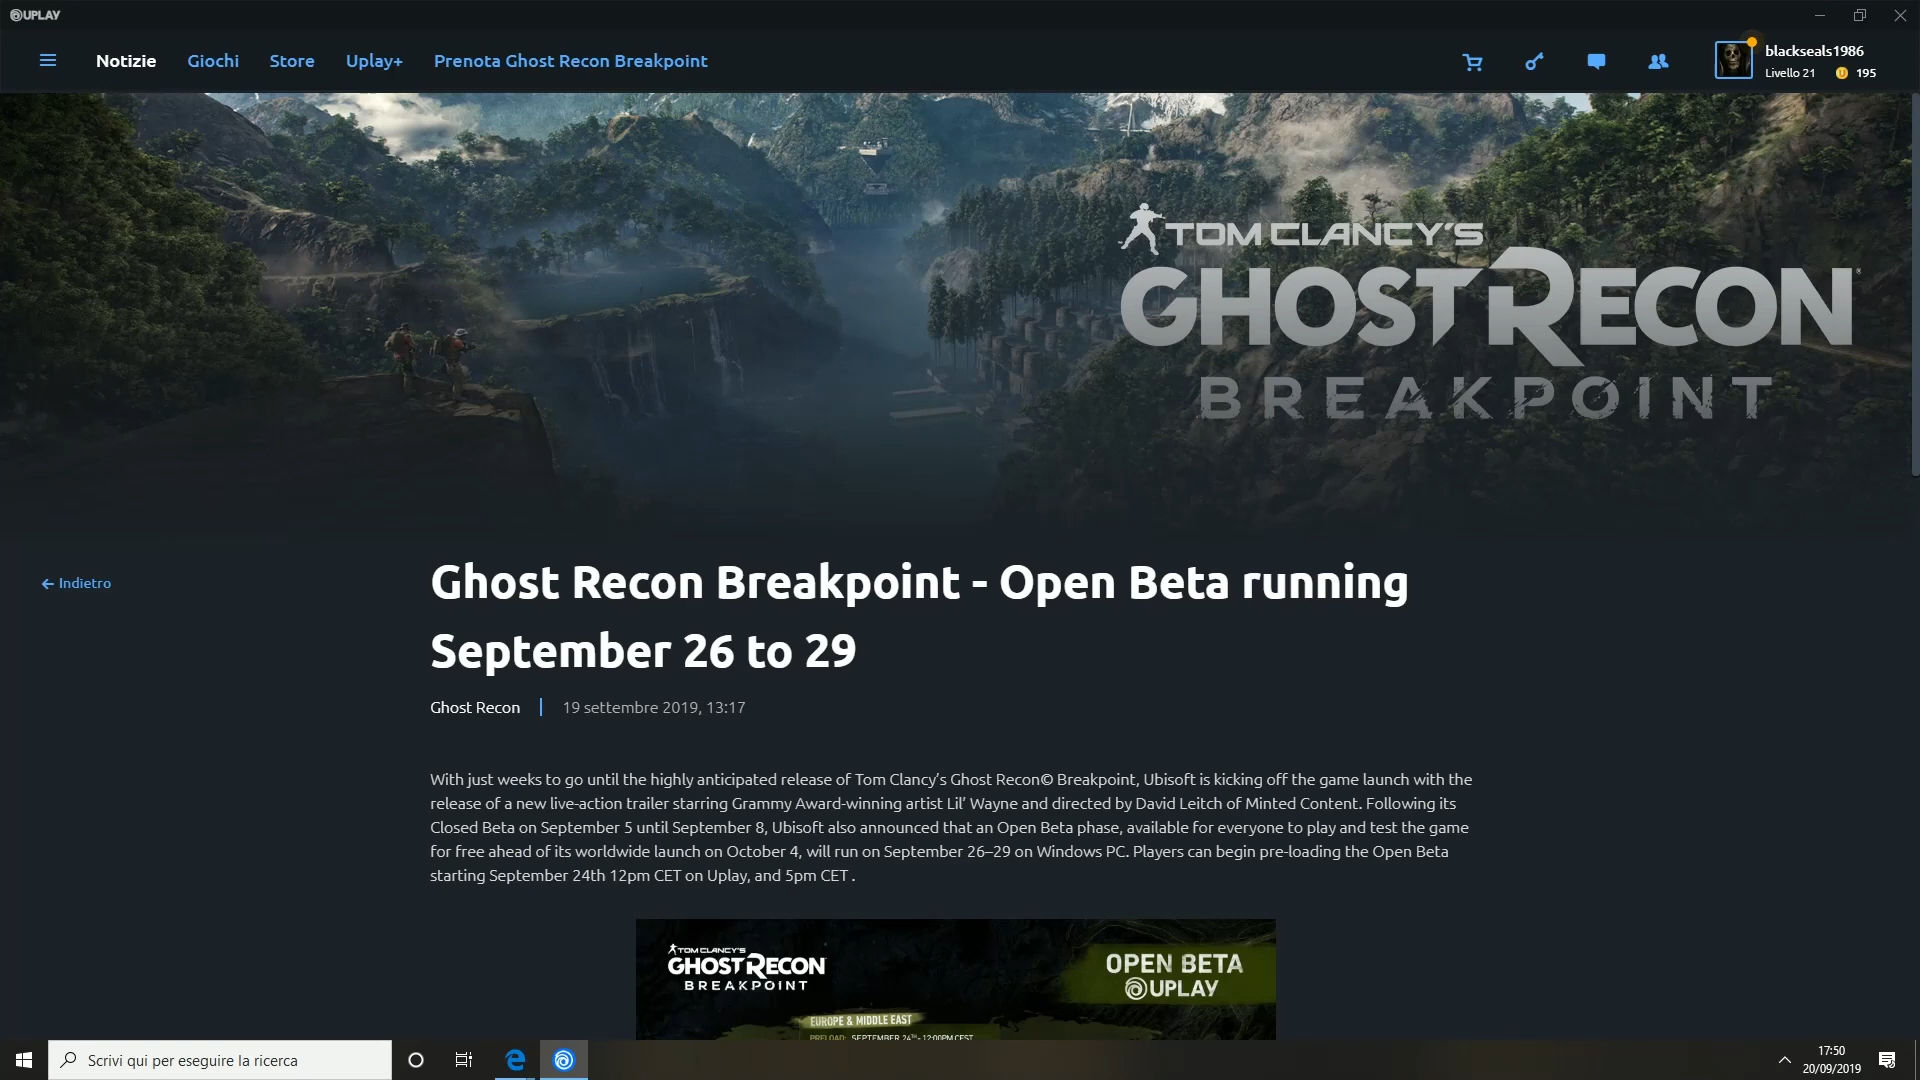 UPLAY
Notizie Giochi Store Uplay+ Prenota Ghost Recon Breakpoint
blackseals1986
Livello 21 195
TOM CLANCY'S
GHOST RECON
BREAKPOINT
Indietro
Ghost Recon Breakpoint - Open Beta running
September 26 to 29
Ghost Recon 19 settembre 2019, 13:17
With just weeks to go until the highly anticipated release of Tom Clancy’s Ghost Recon© Breakpoint, Ubisoft is kicking off the game launch with the
release of a new live-action trailer starring Grammy Award-winning artist Lil’ Wayne and directed by David Leitch of Minted Content. Following its
Closed Beta on September 5 until September 8, Ubisoft also announced that an Open Beta phase, available for everyone to play and test the game
for free ahead of its worldwide launch on October 4, will run on September 26–29 on Windows PC. Players can begin pre-loading the Open Beta
starting September 24th 12pm CET on Uplay, and 5pm CET .
TOM CLANCY'S
GHOST RECON
BREAKPOINT
OPEN BETA
UPLAY
EUROPE & MIDDLE EAST
PRELOAD: SEPTEMBER 24TH - 12:00PM CEST
Scrivi qui per eseguire la ricerca
17:50
20/09/2019